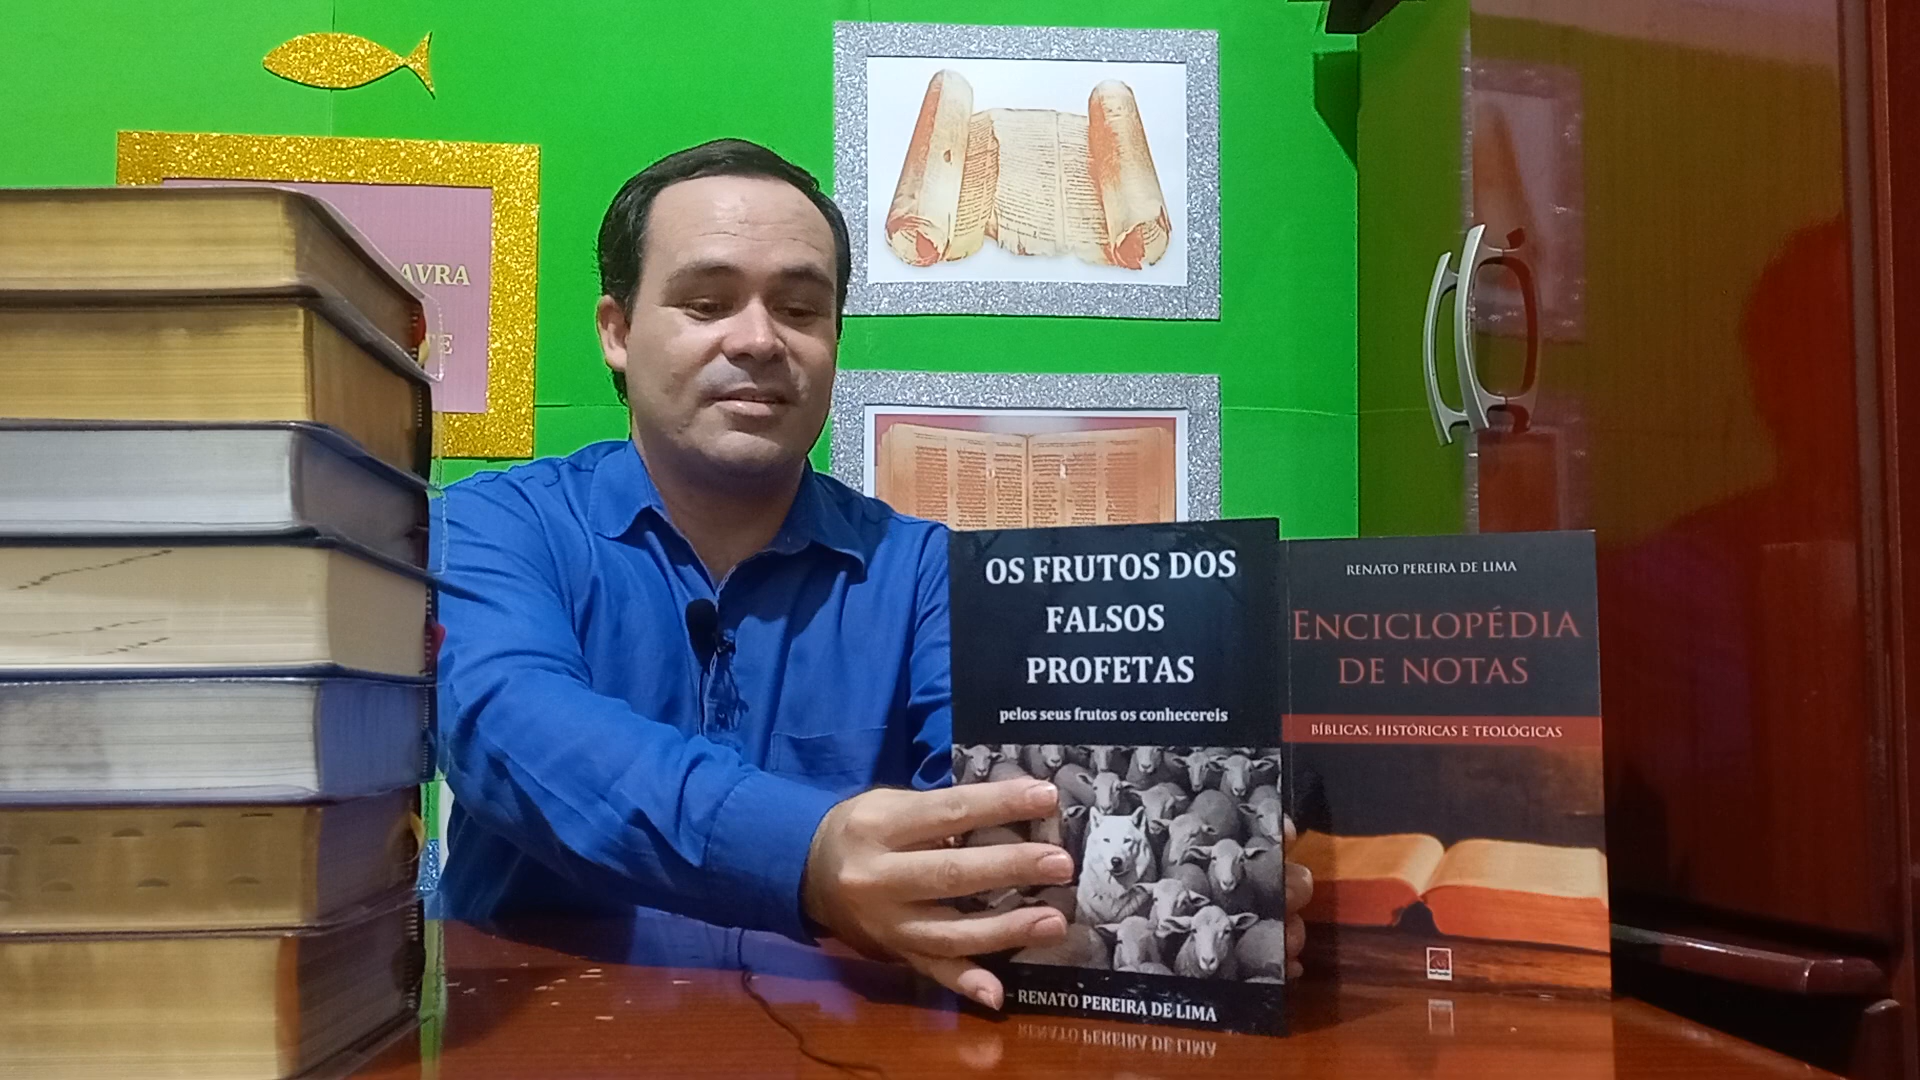 AVRA
OS FRUTOS DOS
FALSOS
PROFETAS
pelos seus frutos os conhecereis
RENATO PEREIRA DE LIMA
RENATO PEREIRA DE LIMA
ENCICLOPÉDIA
DE NOTAS
BÍBLICAS, HISTÓRICAS E TEOLÓGICAS